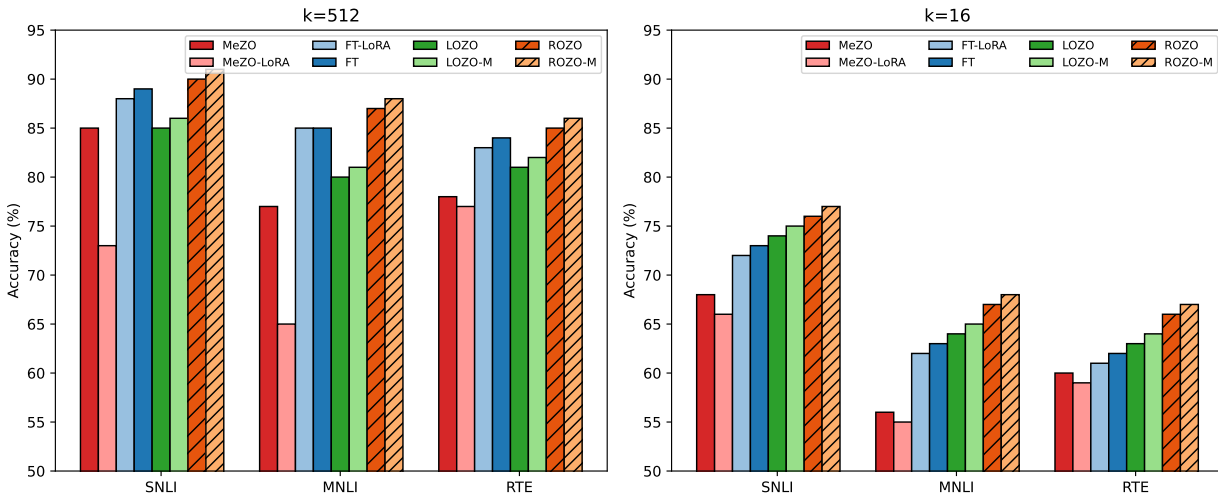 k=512
MeZO FT-LoRA LOZO ROZO
MeZO-LoRA FT LOZO-M ROZO-M
Accuracy (%)
95
90
85
80
75
70
65
60
55
50
SNLI MNLI RTE
k=16
MeZO FT-LoRA LOZO ROZO
MeZO-LoRA FT LOZO-M ROZO-M
Accuracy (%)
95
90
85
80
75
70
65
60
55
50
SNLI MNLI RTE